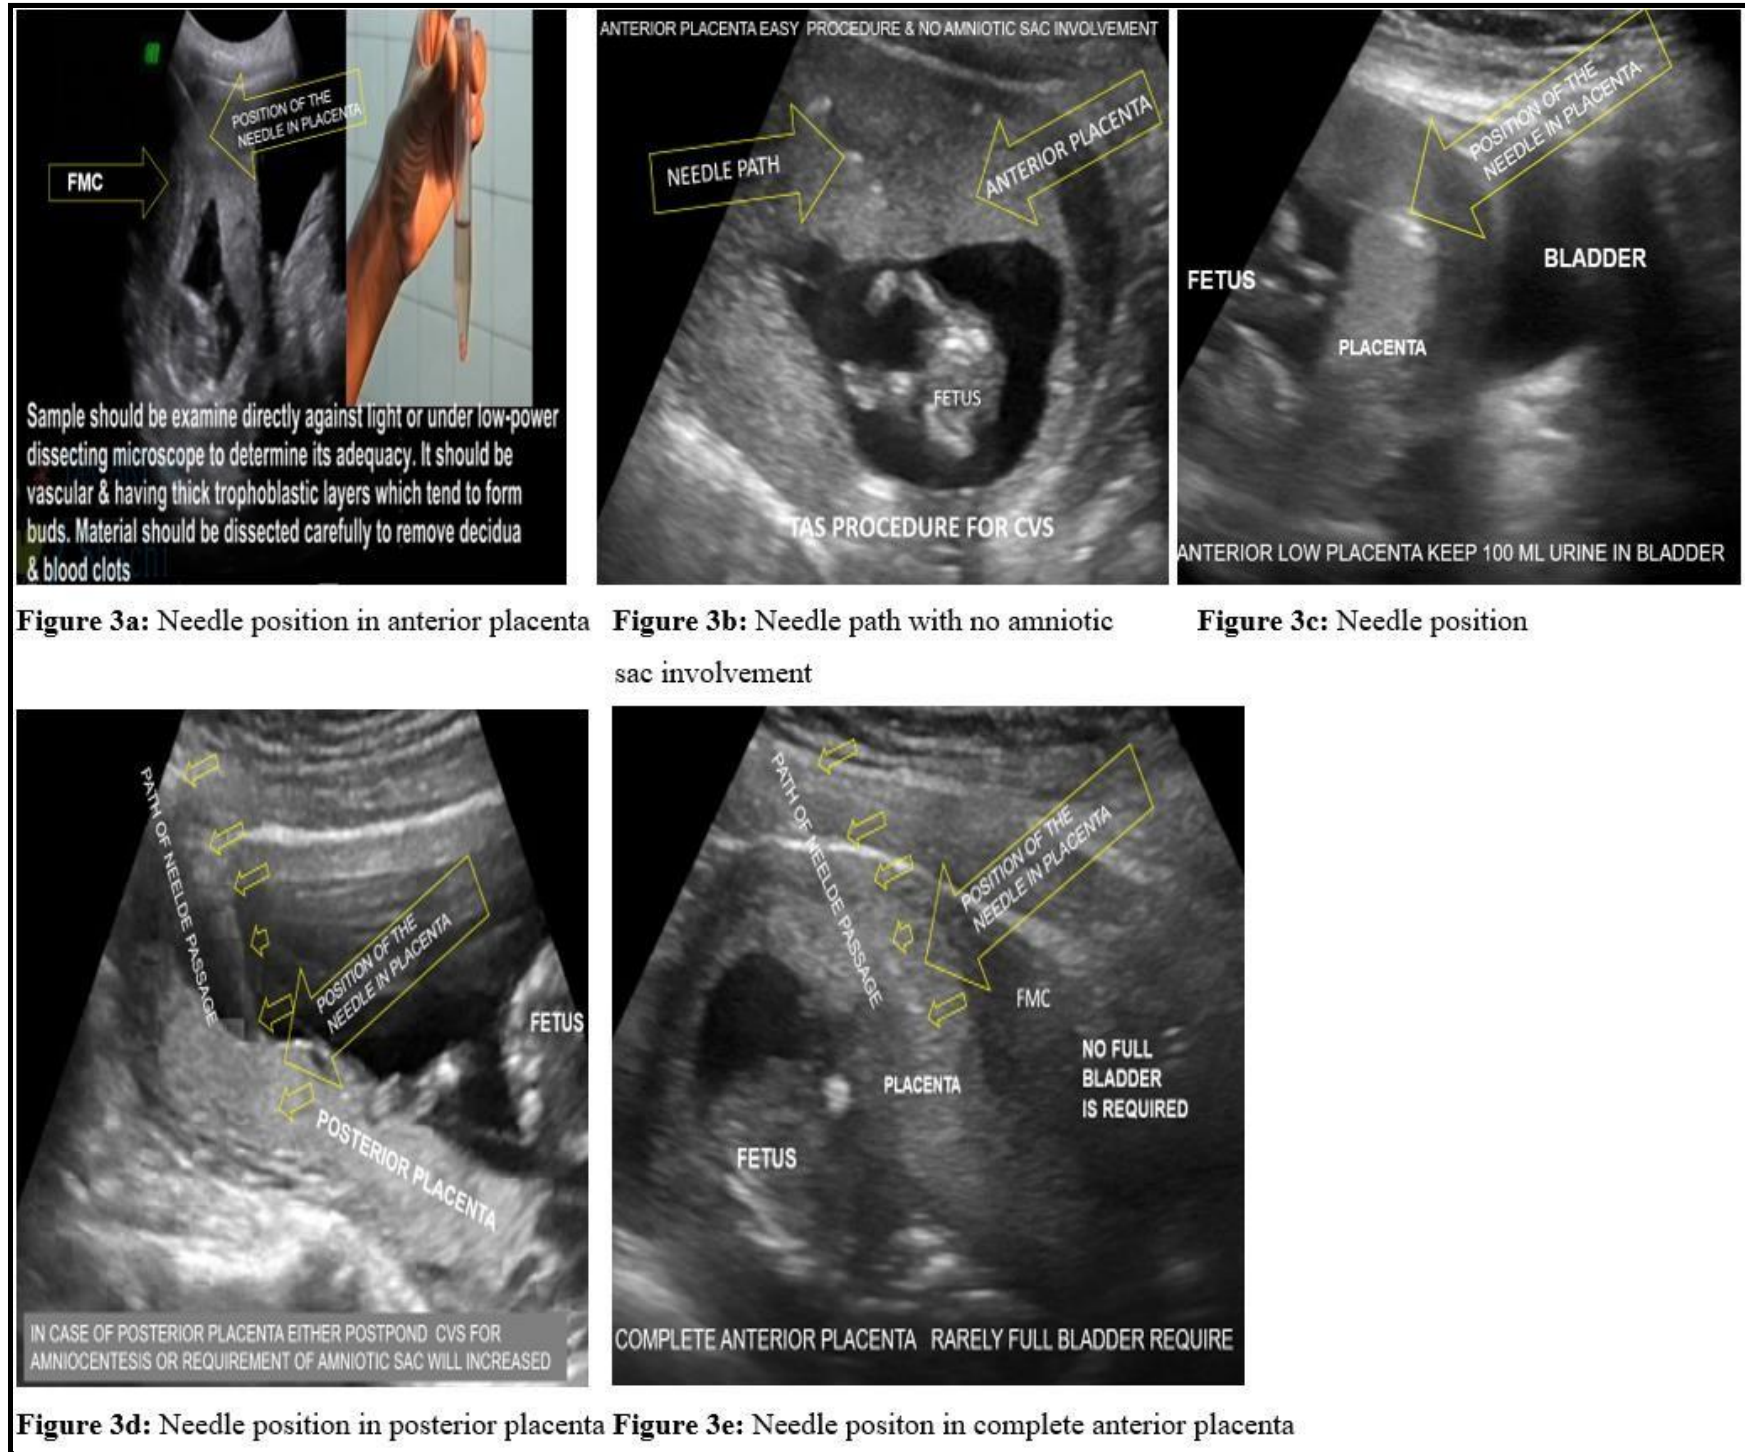 POSITION OF THE
NEEDLE IN PLACENTA
FMC
Sample should be examine directly against light or under low-power
dissecting microscope to determine its adequacy. It should be
vascular & having thick trophoblastic layers which tend to form
buds. Material should be dissected carefully to remove decidua
& blood clots
ANTERIOR PLACENTA EASY PROCEDURE & NO AMNIOTIC SAC INVOLVEMENT
NEEDLE PATH
ANTERIOR PLACENTA
FETUS
TAS PROCEDURE FOR CVS
POSITION OF THE
NEEDLE IN PLACENTA
BLADDER
FETUS
PLACENTA
ANTERIOR LOW PLACENTA KEEP 100 ML URINE IN BLADDER
Figure 3a: Needle position in anterior placenta
Figure 3b: Needle path with no amniotic
sac involvement
Figure 3c: Needle position
PATH OF NEELDE PASSAGE
POSITION OF THE
NEEDLE IN PLACENTA
FETUS
POSTERIOR PLACENTA
IN CASE OF POSTERIOR PLACENTA EITHER POSTPOND CVS FOR
AMNIOCENTESIS OR REQUIREMENT OF AMNIOTIC SAC WILL INCREASED
PATH OF NEELDE PASSAGE
POSITION OF THE
NEEDLE IN PLACENTA
FMC
NO FULL
BLADDER
IS REQUIRED
PLACENTA
FETUS
COMPLETE ANTERIOR PLACENTA RARELY FULL BLADDER REQUIRE
Figure 3d: Needle position in posterior placenta
Figure 3e: Needle positon in complete anterior placenta